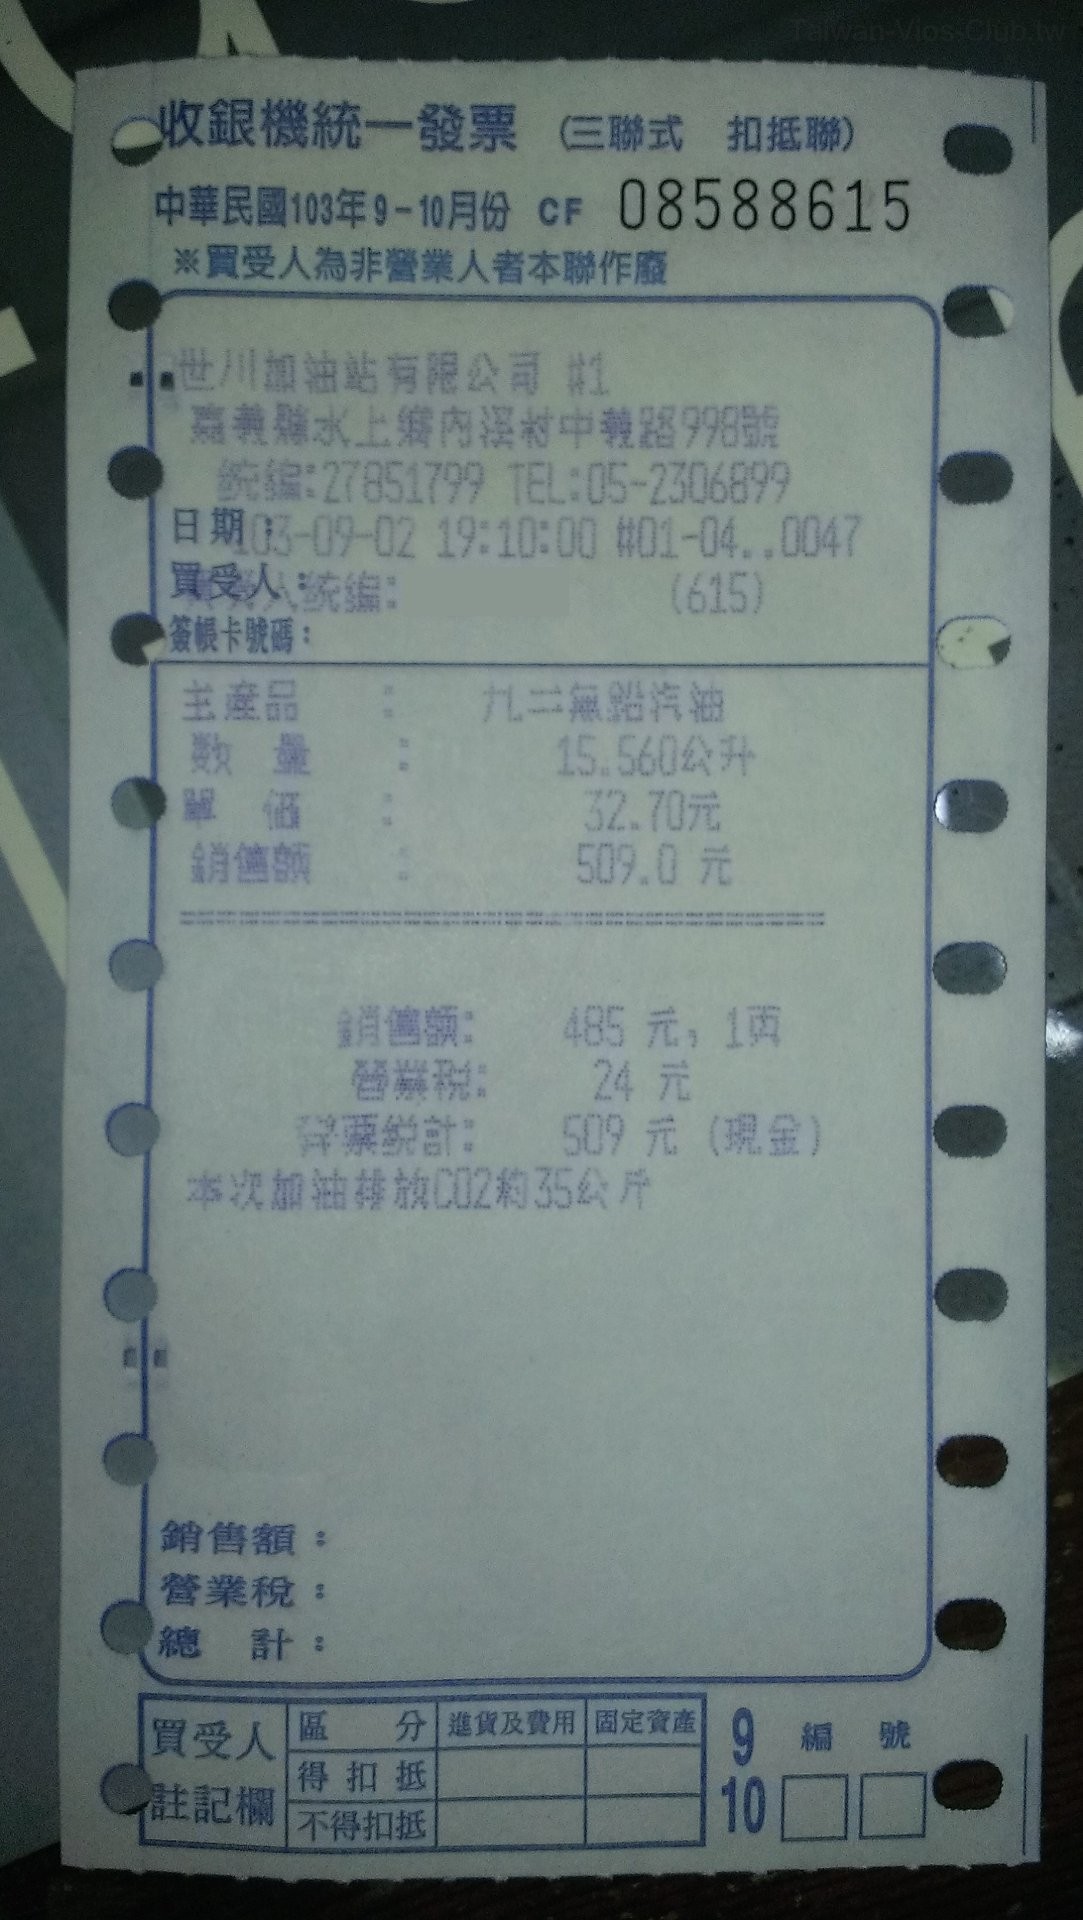 Taiwan-Vios-Club.tw
收銀機統一發票 (三聯式 扣抵聯)
中華民國103年9-10月份 CF 08588615
※買受人為非營業人者本聯作廢
世川加油站有限公司 #1
嘉義縣水上鄉內溪村中義路998號
統編:27851799 TEL:05-2306899
日期:103-09-02 19:10:00 #01-04..0047
買受人:
統編: (615)
簽帳卡號碼:
主產品 : 九二無鉛汽油
數 量 : 15.560公升
單 價 : 32.70元
銷售額 : 509.0 元
銷售額: 485 元, 1丙
營業稅: 24 元
發票總計: 509 元 (現金)
本次加油排放CO2約35公斤
銷售額:
營業稅:
總 計:
買受人註記欄
區 分 進貨及費用 固定資產
得扣抵
不得扣抵
9 10
編 號